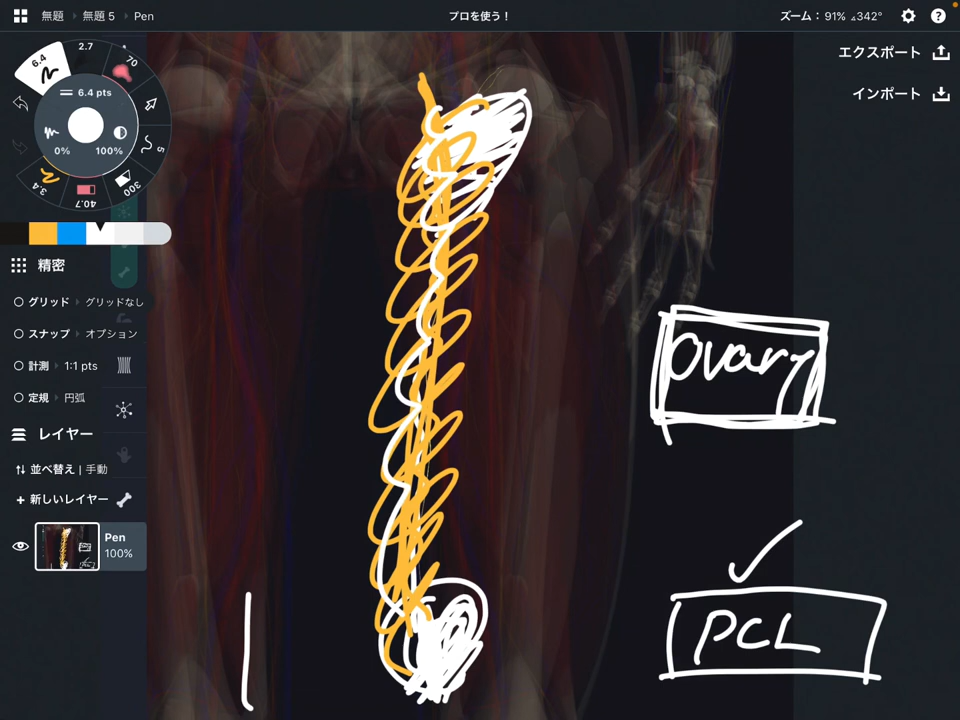 無題 無題 5 Pen
プロを使う！
ズーム： 91% ⊿342°
エクスポート
インポート
2.7
6.4
70
6.4 pts
0% 100%
5
3.4
40.7
300
精密
グリッド グリッドなし
スナップ オプション
計測 1:1 pts
定規 円弧
レイヤー
並べ替え | 手動
+ 新しいレイヤー
Pen
100%
Ovary
PCL